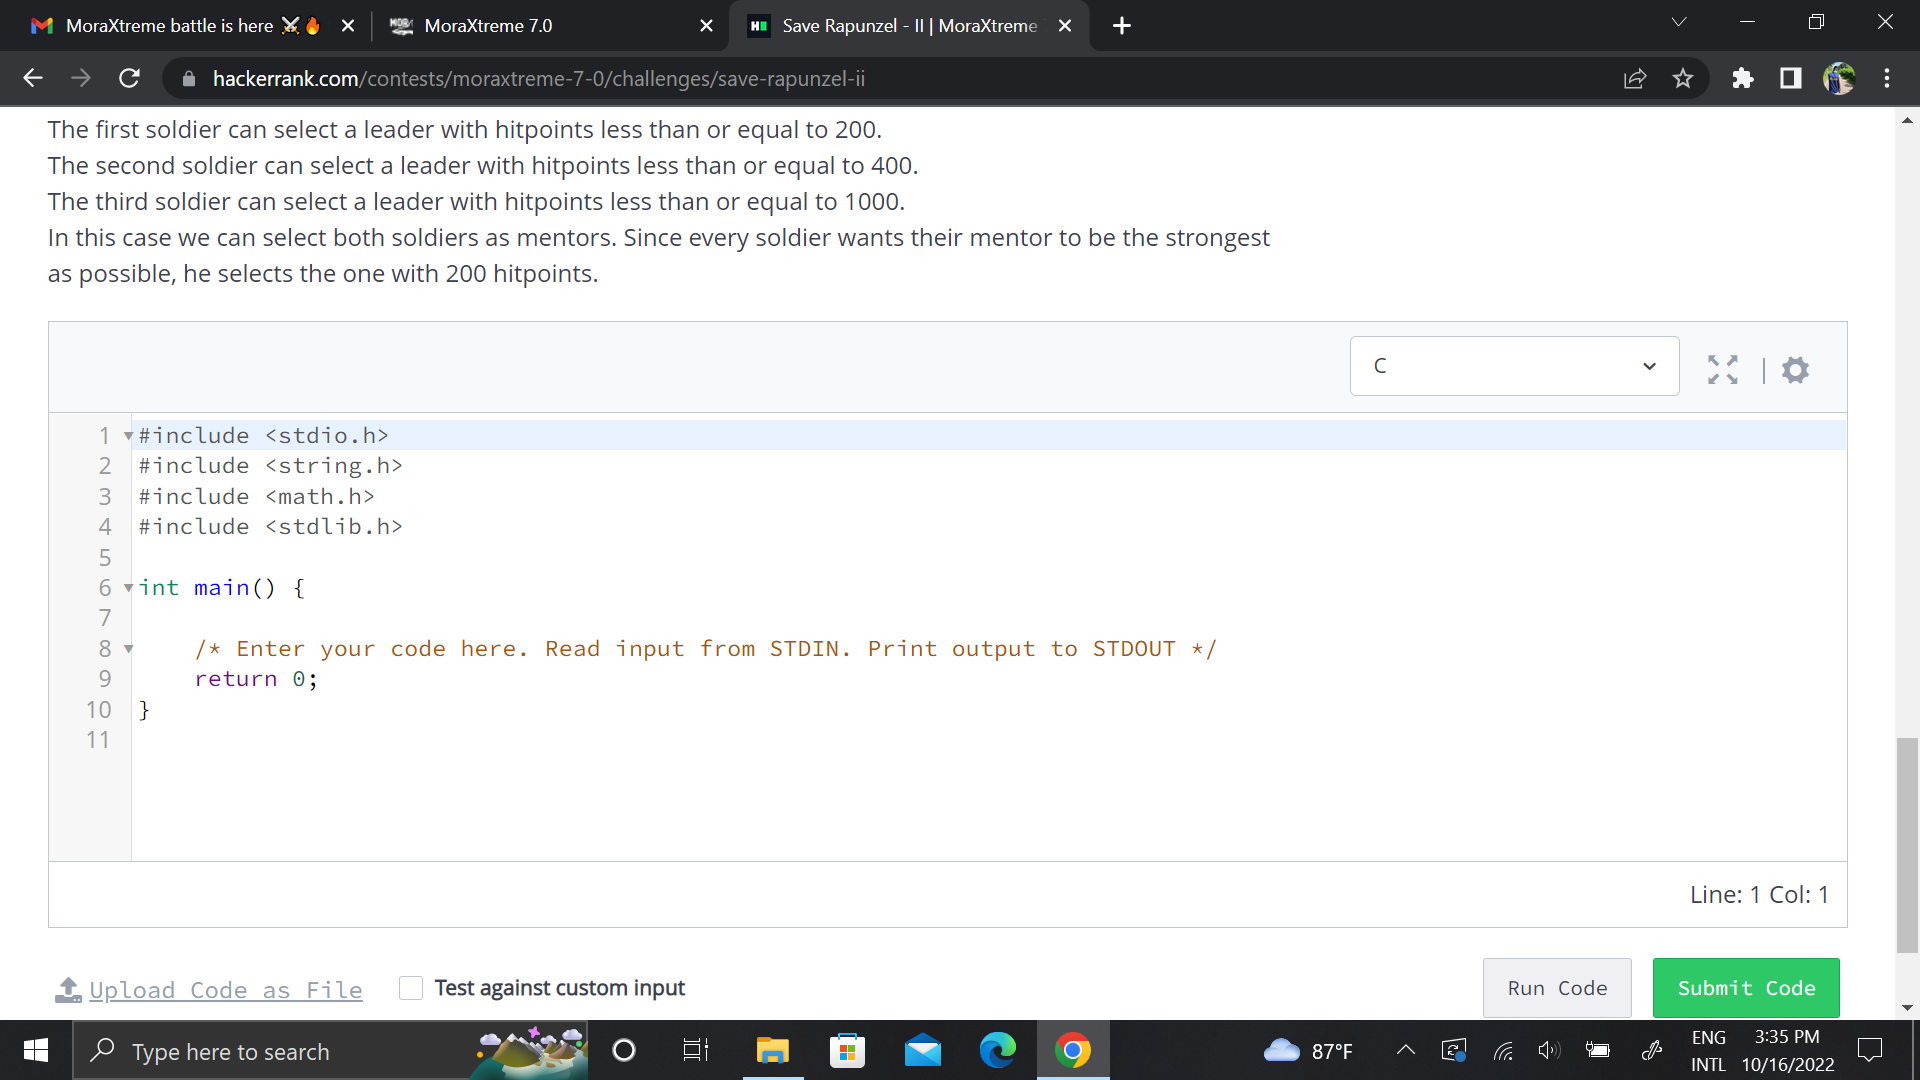 MoraXtreme battle is here ⚔🔥
MoraXtreme 7.0
Save Rapunzel - II | MoraXtreme
hackerrank.com/contests/moraxtreme-7-0/challenges/save-rapunzel-ii
The first soldier can select a leader with hitpoints less than or equal to 200.
The second soldier can select a leader with hitpoints less than or equal to 400.
The third soldier can select a leader with hitpoints less than or equal to 1000.
In this case we can select both soldiers as mentors. Since every soldier wants their mentor to be the strongest
as possible, he selects the one with 200 hitpoints.
C
1 #include <stdio.h>
2 #include <string.h>
3 #include <math.h>
4 #include <stdlib.h>
5
6 int main() {
7
8 /* Enter your code here. Read input from STDIN. Print output to STDOUT */
9 return 0;
10 }
11
Line: 1 Col: 1
Upload Code as File
Test against custom input
Run Code
Submit Code
Type here to search
87°F
ENG
INTL
3:35 PM
10/16/2022